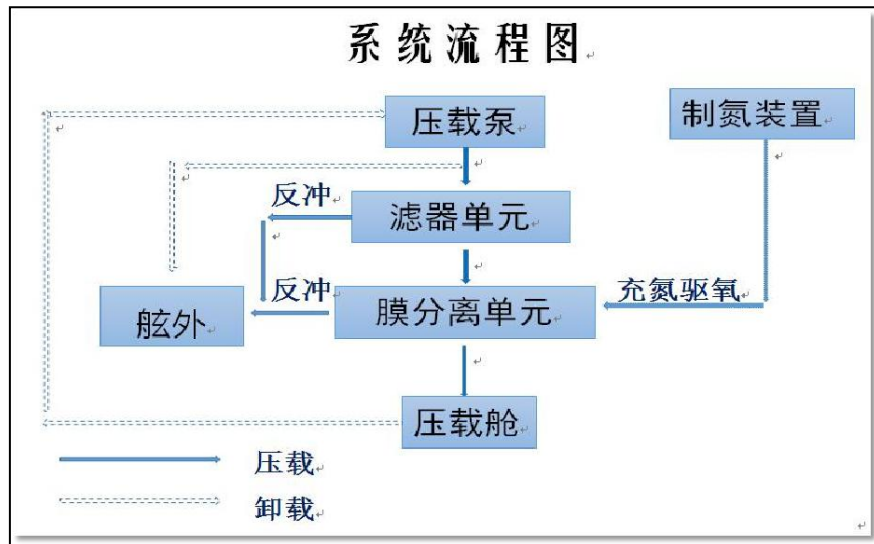 系统流程图
压载泵
制氮装置
反冲
滤器单元
反冲
充氮驱氧
舷外
膜分离单元
压载舱
压载
卸载